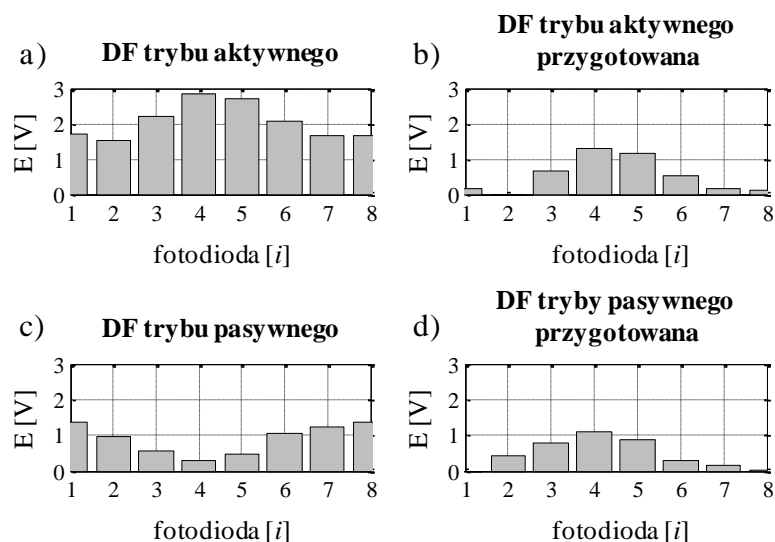 a)
DF trybu aktywnego
3
2
1
0
E [V]
1 2 3 4 5 6 7 8
fotodioda [i]
b)
DF trybu aktywnego
przygotowana
3
2
1
0
E [V]
1 2 3 4 5 6 7 8
fotodioda [i]
c)
DF trybu pasywnego
3
2
1
0
E [V]
1 2 3 4 5 6 7 8
fotodioda [i]
d)
DF tryby pasywnego
przygotowana
3
2
1
0
E [V]
1 2 3 4 5 6 7 8
fotodioda [i]